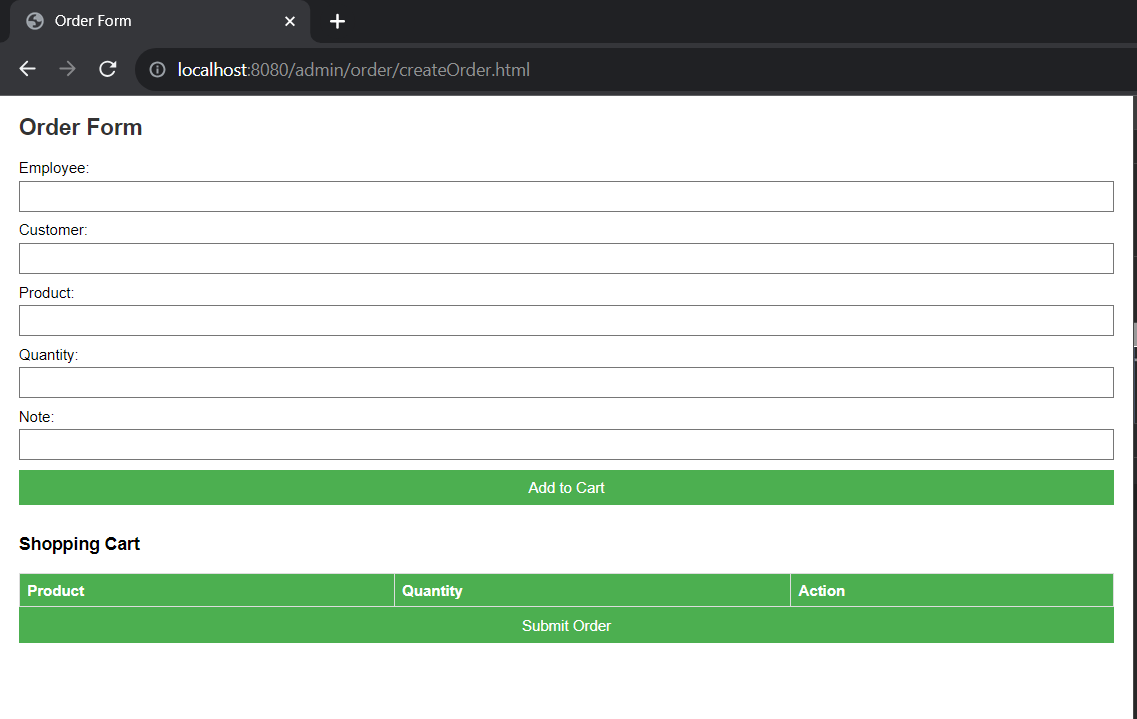 Order Form
localhost:8080/admin/order/createOrder.html
Order Form
Employee:
Customer:
Product:
Quantity:
Note:
Add to Cart
Shopping Cart
Product Quantity Action
Submit Order